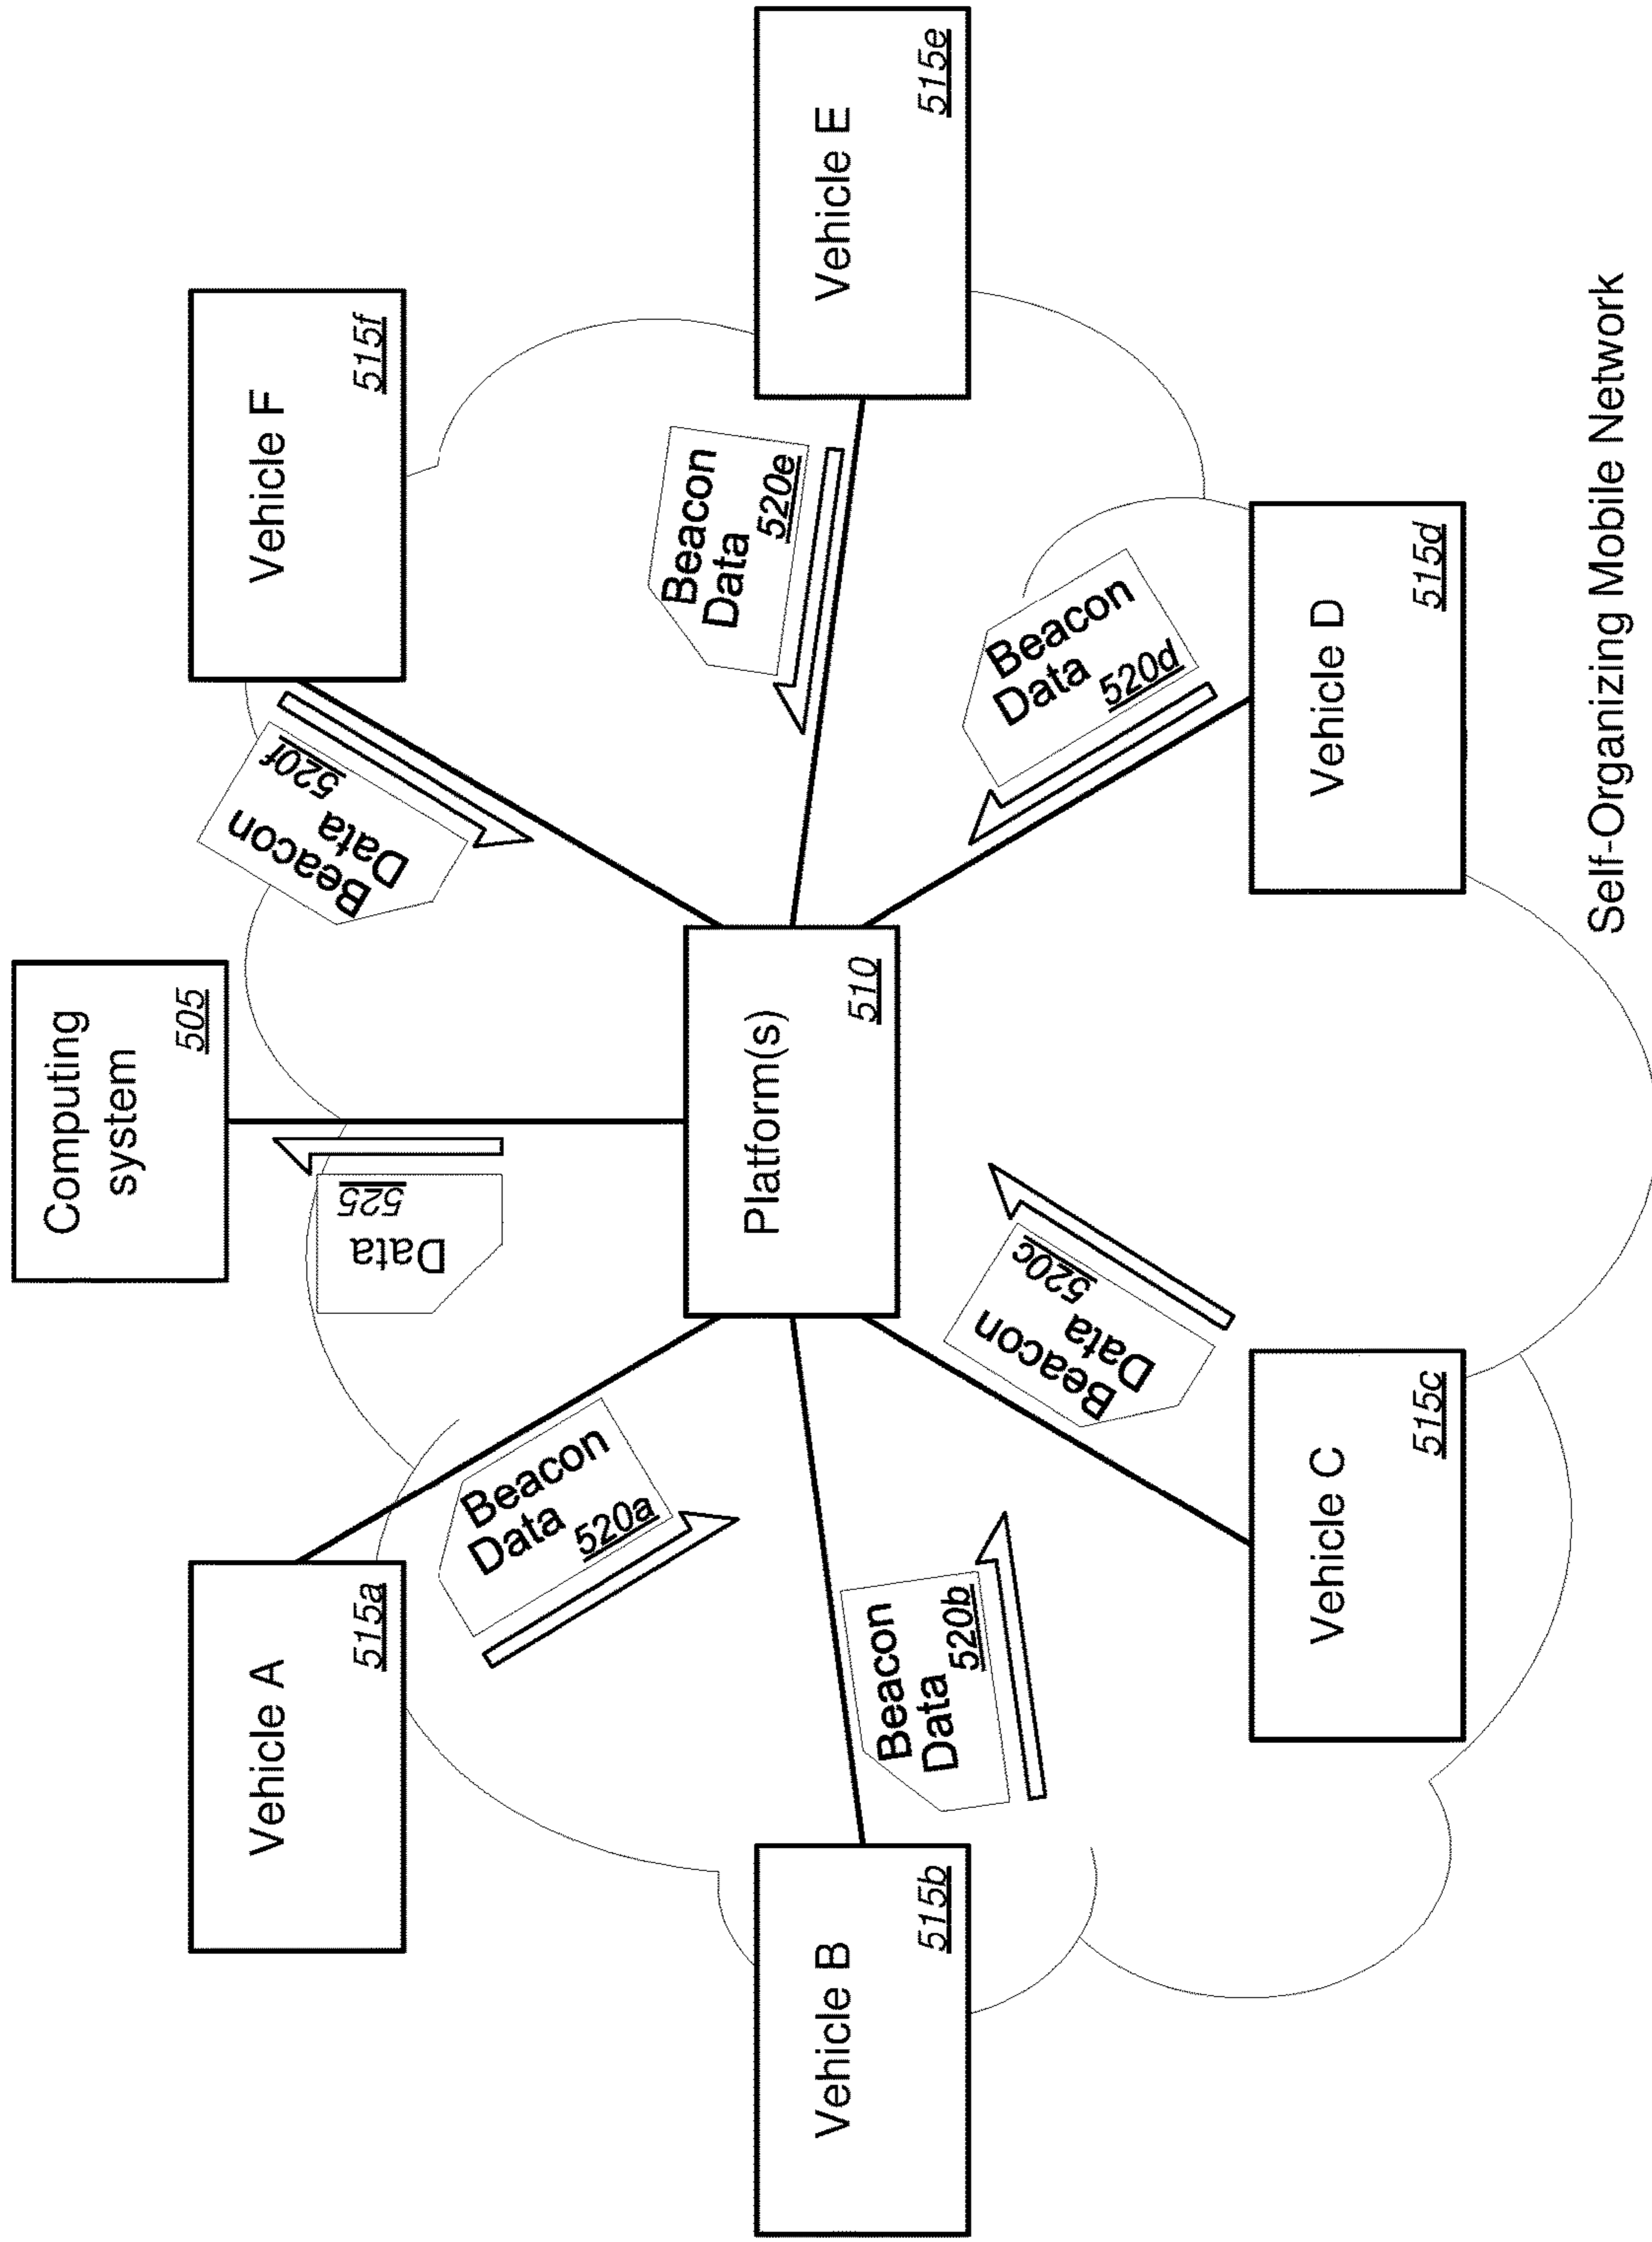 Computing
system
505
Vehicle A
515a
Vehicle F
515f
Data
525
Beacon
Data
520a
Beacon
Data
520f
Vehicle B
515b
Beacon
Data
520b
Platform(s)
510
Beacon
Data
520e
Vehicle E
515e
Beacon
Data
520c
Beacon
Data
520d
Vehicle C
515c
Vehicle D
515d
Self-Organizing Mobile Network